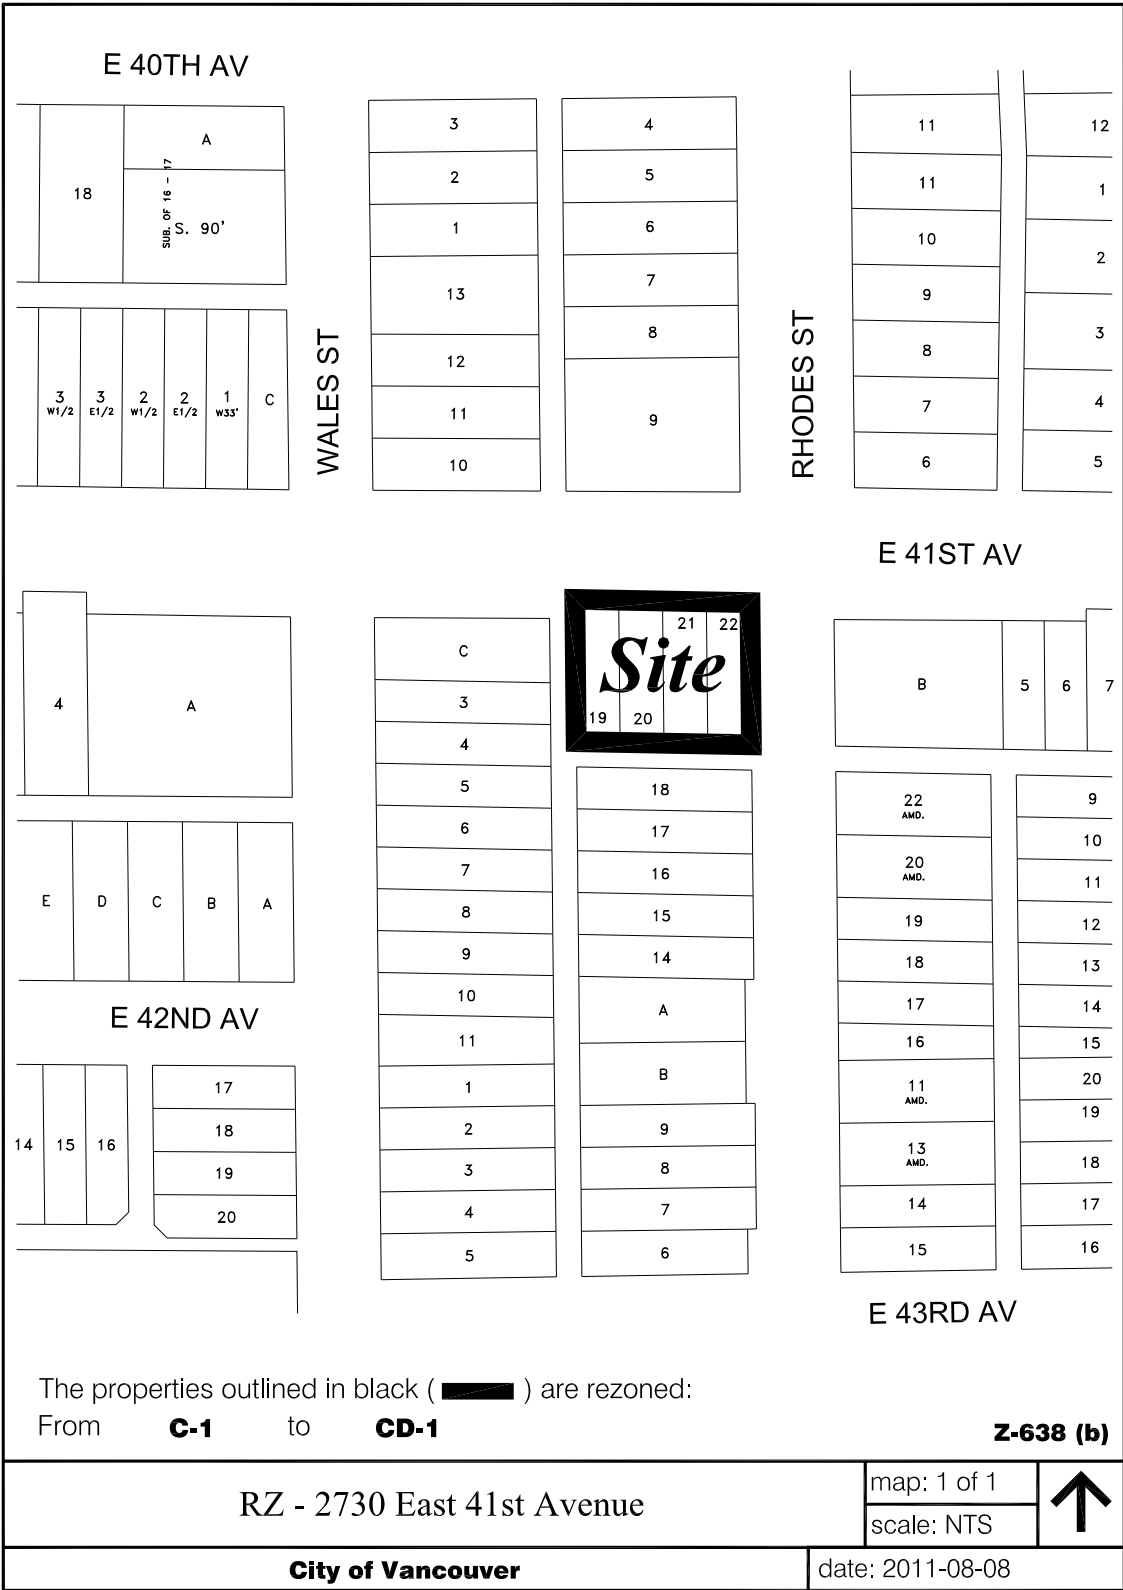 E 40TH AV
18
A
SUB. OF 16 - 17
S. 90'
3
2
1
13
12
11
10
4
5
6
7
8
9
11
11
10
9
8
7
6
12
1
2
3
4
5
WALES ST
RHODES ST
3 W1/2
3 E1/2
2 W1/2
2 E1/2
1 W33'
C
E 41ST AV
4
A
C
3
4
5
6
7
8
9
10
11
1
2
3
4
5
21 22
Site
19 20
18
17
16
15
14
A
B
9
8
7
6
B
5
6
7
22
AMD.
20
AMD.
19
18
17
16
11
AMD.
13
AMD.
14
15
9
10
11
12
13
14
15
20
19
18
17
16
E
D
C
B
A
E 42ND AV
14
15
16
17
18
19
20
E 43RD AV
The properties outlined in black ( ) are rezoned:
From C-1 to CD-1
Z-638 (b)
RZ - 2730 East 41st Avenue
map: 1 of 1
scale: NTS
City of Vancouver
date: 2011-08-08